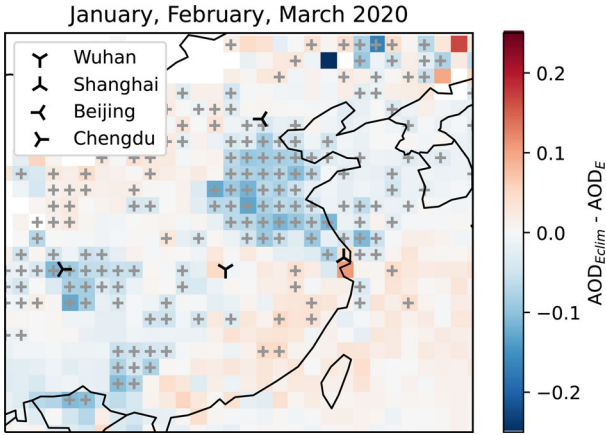 January, February, March 2020
Wuhan
Shanghai
Beijing
Chengdu
0.2
0.1
0.0
−0.1
−0.2
AOD_Eclim - AOD_E